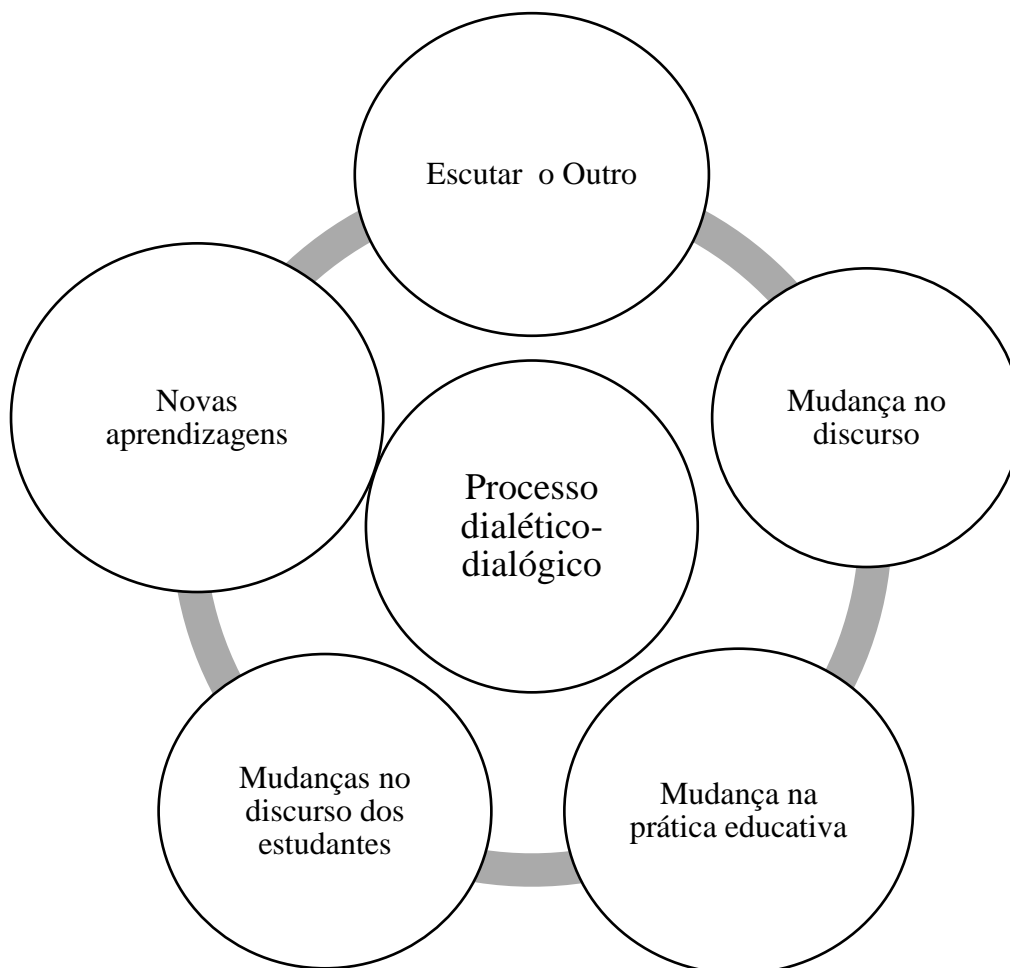 Escutar o Outro
Mudança no
discurso
Mudança na
prática educativa
Mudanças no
discurso dos
estudantes
Novas
aprendizagens
Processo
dialético-
dialógico